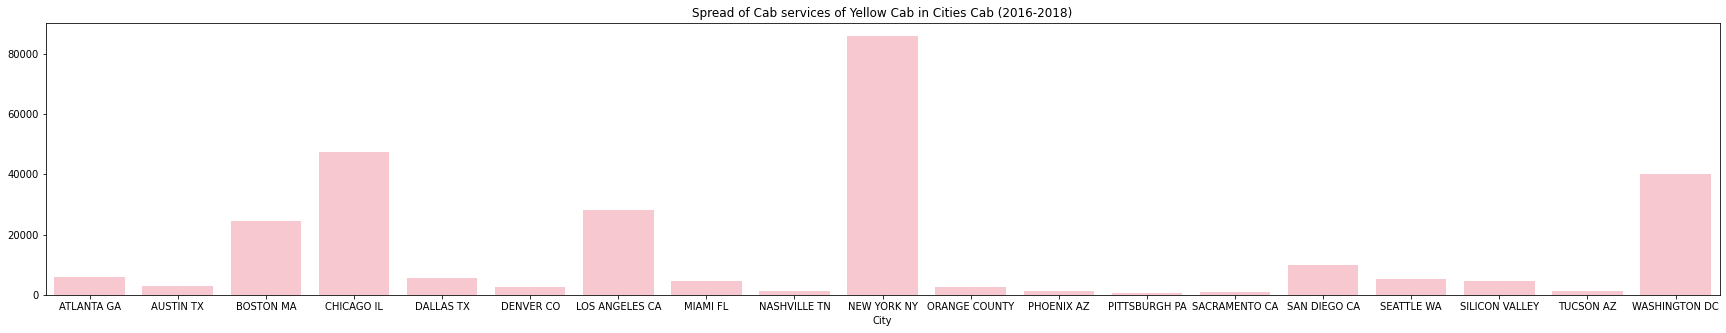 Spread of Cab services of Yellow Cab in Cities Cab (2016-2018)
80000
60000
40000
20000
0
ATLANTA GA AUSTIN TX BOSTON MA CHICAGO IL DALLAS TX DENVER CO LOS ANGELES CA MIAMI FL NASHVILLE TN NEW YORK NY ORANGE COUNTY PHOENIX AZ PITTSBURGH PA SACRAMENTO CA SAN DIEGO CA SEATTLE WA SILICON VALLEY TUCSON AZ WASHINGTON DC
City